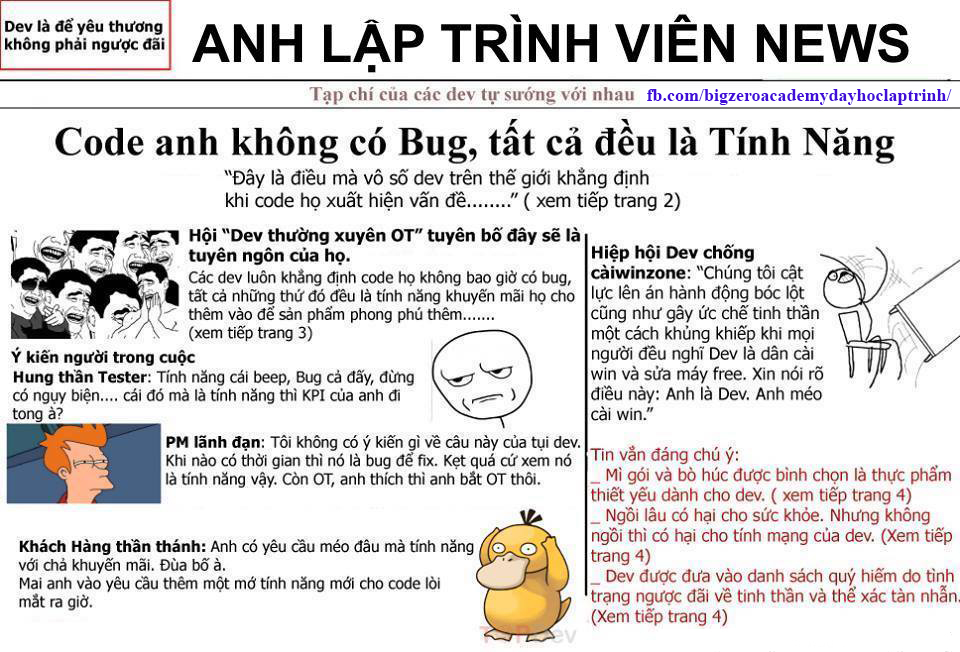 Dev là để yêu thương
không phải ngược đãi
ANH LẬP TRÌNH VIÊN NEWS
Tạp chí của các dev tự sướng với nhau fb.com/bigzeroacademydayhoclaptrinh/
Code anh không có Bug, tất cả đều là Tính Năng
“Đây là điều mà vô số dev trên thế giới khẳng định
khi code họ xuất hiện vấn đề........” ( xem tiếp trang 2)
Hội “Dev thường xuyên OT” tuyên bố đây sẽ là
tuyên ngôn của họ.
Các dev luôn khẳng định code họ không bao giờ có bug,
tất cả những thứ đó đều là tính năng khuyến mãi họ cho
thêm vào để sản phẩm phong phú thêm.......
(xem tiếp trang 3)
Ý kiến người trong cuộc
Hung thần Tester: Tính năng cái beep, Bug cả đấy, đừng
có ngụy biện.... cái đó mà là tính năng thì KPI của anh đi
tong à?
PM lãnh đạn: Tôi không có ý kiến gì về câu này của tụi dev.
Khi nào có thời gian thì nó là bug để fix. Kẹt quá cứ xem nó
là tính năng vậy. Còn OT, anh thích thì anh bắt OT thôi.
Khách Hàng thần thánh: Anh có yêu cầu méo đâu mà tính năng
với chả khuyến mãi. Đùa bố à.
Mai anh vào yêu cầu thêm một mớ tính năng mới cho code lòi
mắt ra giờ.
Hiệp hội Dev chống
càiwinzone: “Chúng tôi cật
lực lên án hành động bóc lột
cũng như gây ức chế tinh thần
một cách khủng khiếp khi mọi
người đều nghĩ Dev là dân cài
win và sửa máy free. Xin nói rõ
điều này: Anh là Dev. Anh méo
cài win.”
Tin vắn đáng chú ý:
_ Mì gói và bò húc được bình chọn là thực phẩm
thiết yếu dành cho dev. ( xem tiếp trang 4)
_ Ngồi lâu có hại cho sức khỏe. Nhưng không
ngồi thì có hại cho tính mạng của dev. (Xem tiếp
trang 4)
_ Dev được đưa vào danh sách quý hiếm do tình
trạng ngược đãi về tinh thần và thể xác tàn nhẫn.
(Xem tiếp trang 4)